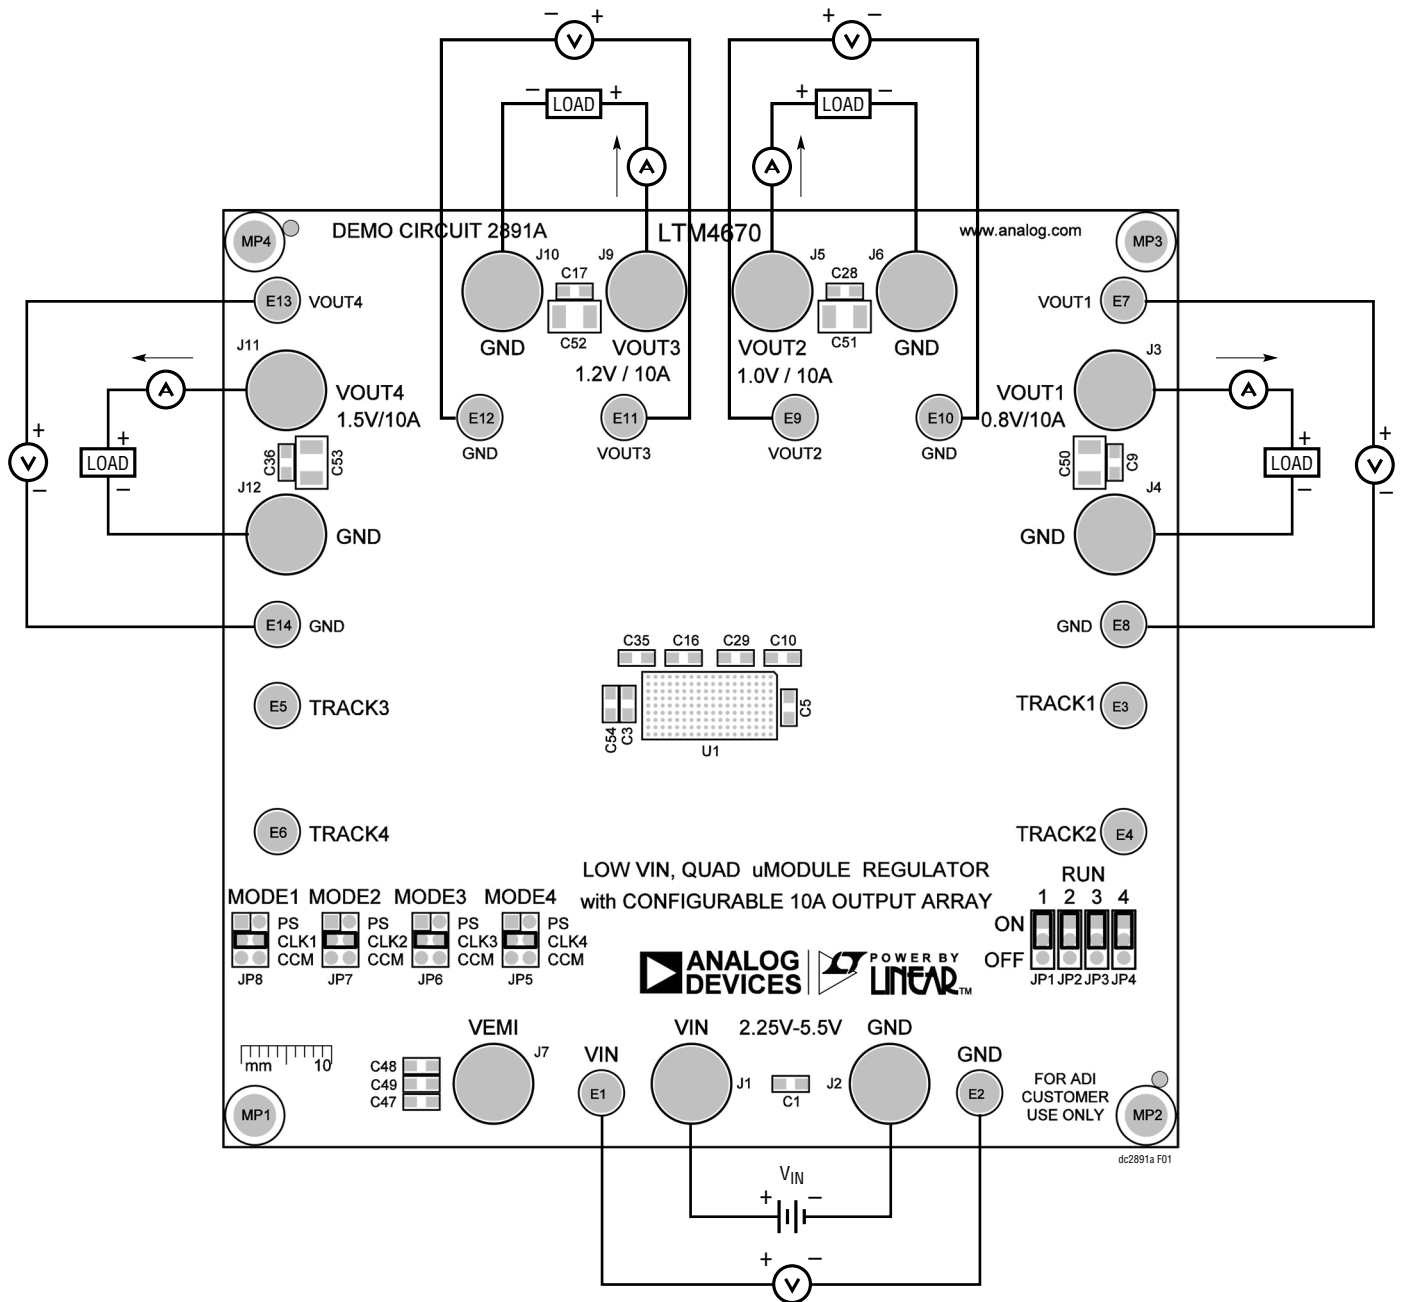 − + + −
V V
− LOAD + + LOAD −
A A
DEMO CIRCUIT 2891A LTM4670 www.analog.com
MP4 MP3
J10 J9 J5 J6
C17 C28
E13 VOUT4 VOUT1 E7
C52 C51
GND VOUT3 VOUT2 GND
1.2V / 10A 1.0V / 10A
J11 J3
A VOUT4 VOUT1 A
1.5V/10A 0.8V/10A
E12 E11 E9 E10
GND VOUT3 VOUT2 GND
+ + + +
V LOAD C36 C53 C50 C9 LOAD V
− − − −
J12 J4
GND GND
E14 GND GND E8
C35 C16 C29 C10
E5 TRACK3 TRACK1 E3
C54 C3 C5
U1
E6 TRACK4 TRACK2 E4
LOW VIN, QUAD uMODULE REGULATOR
with CONFIGURABLE 10A OUTPUT ARRAY
RUN
1 2 3 4
ON
OFF
JP1 JP2 JP3 JP4
MODE1 MODE2 MODE3 MODE4
PS PS PS PS
CLK1 CLK2 CLK3 CLK4
CCM CCM CCM CCM
JP8 JP7 JP6 JP5
ANALOG
DEVICES
LT
POWER BY
LINEAR™
VEMI VIN 2.25V-5.5V GND
J7 VIN GND
mm 10
C48
C49
C47
E1 J1 C1 J2 E2
FOR ADI
CUSTOMER
USE ONLY
MP1 MP2
dc2891a F01
VIN
+ −
+ −
V